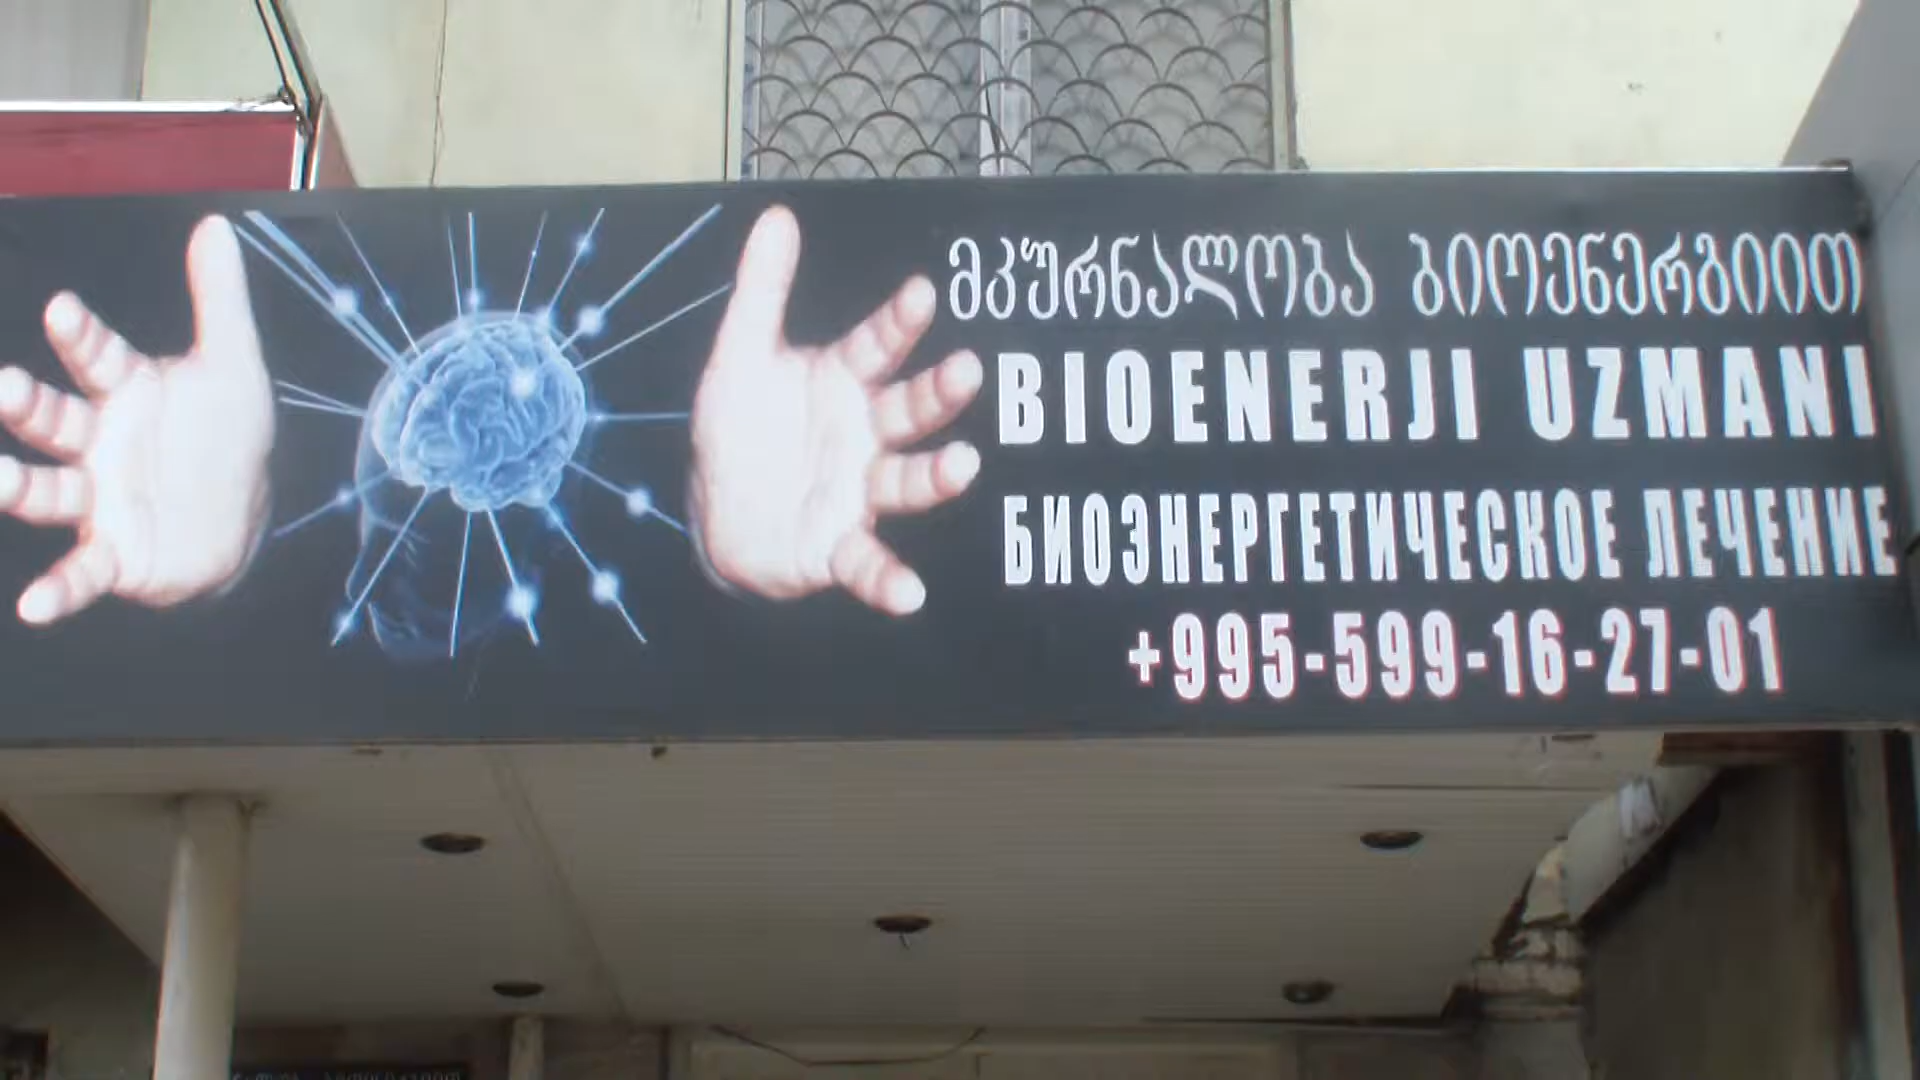 მკურნალობა ბიოენერგიით
BIOENERJI UZMANI
БИОЭНЕРГЕТИЧЕСКОЕ ЛЕЧЕНИЕ
+995-599-16-27-01